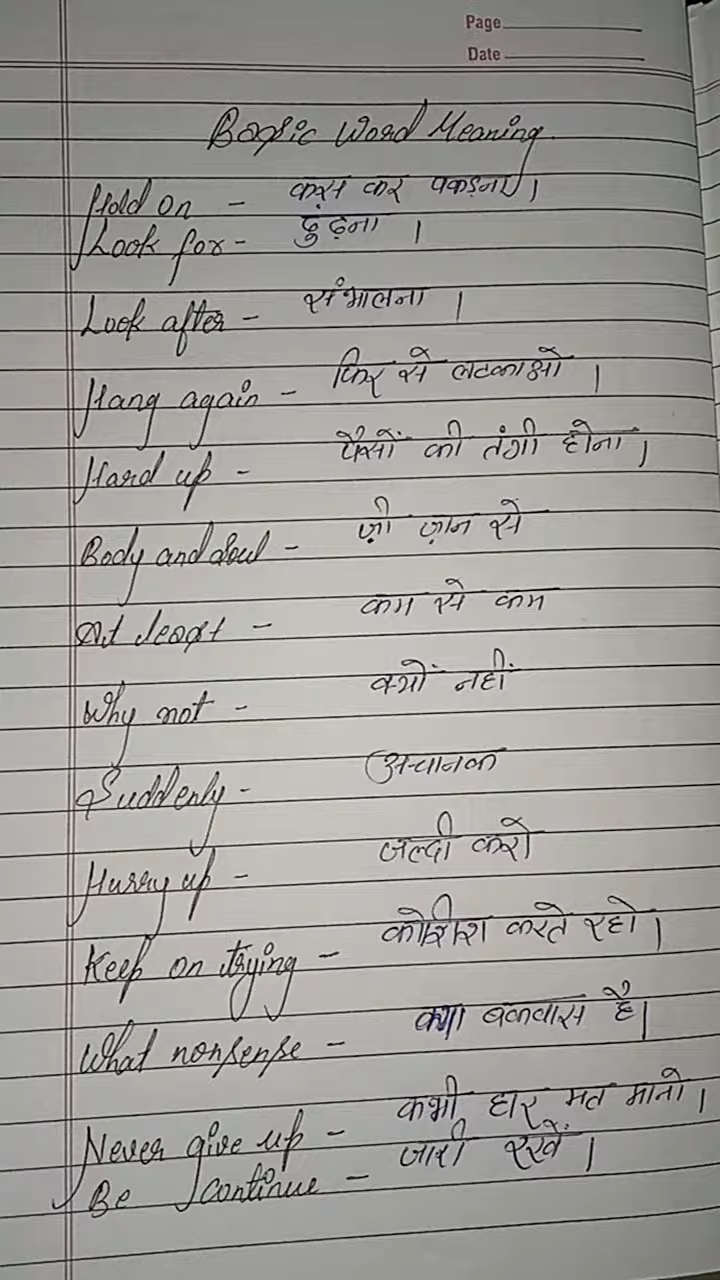 Page
Date
Basic Word Meaning
Hold on - कस कर पकड़ना।
Look for - ढुंढ़ना ।
Look after - संभालना ।
Hang again - फिर से लटकाओ ।
Hard up - पैसों की तंगी होना।
Body and Soul - ज़ी ज़ान से
At least - कम से कम
Why not - क्यों नहीं
Suddenly - अचानक
Hurry up - जल्दी करो
Keep on trying - कोशिश करते रहो।
What nonsense - क्या बकवास है।
Never give up - कभी हार मत मानो।
Be continue - जारी रखें।